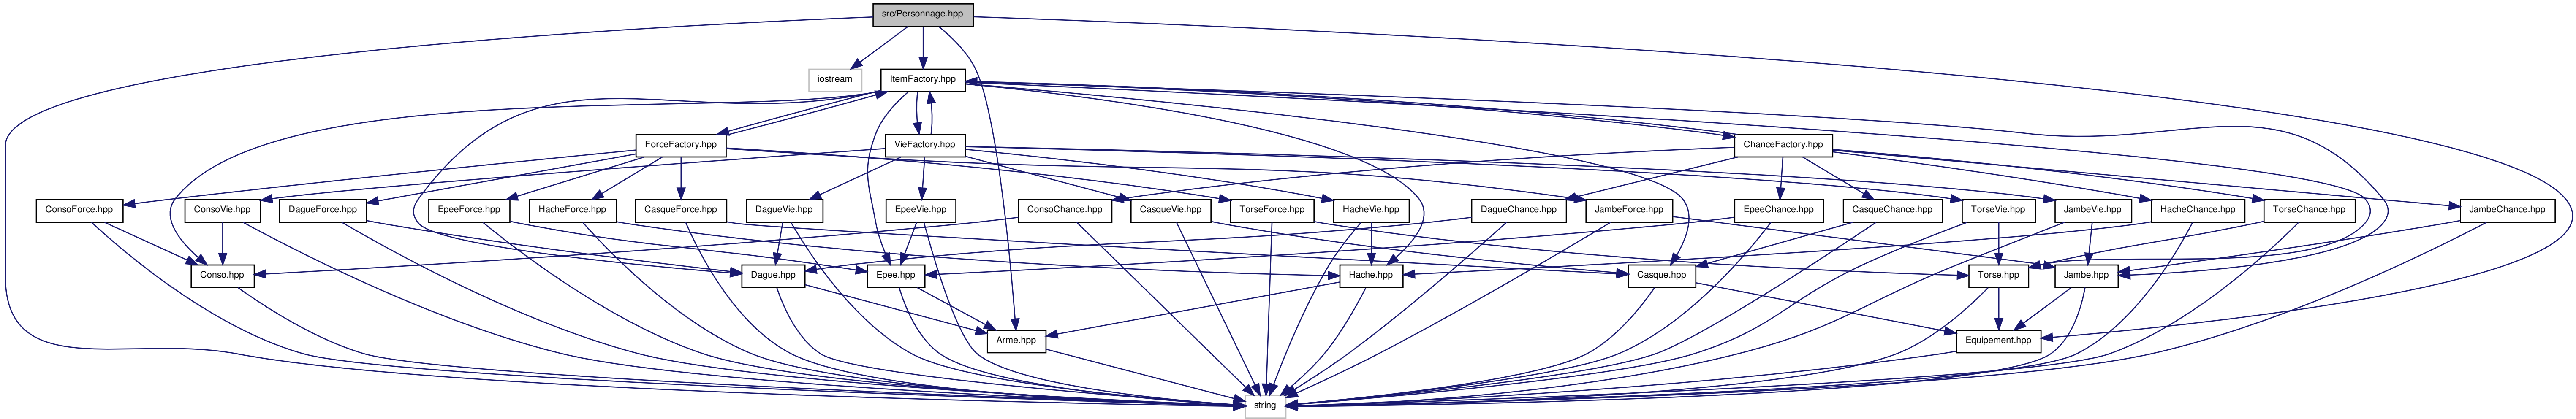 src/Personnage.hpp
iostream
ItemFactory.hpp
ForceFactory.hpp
VieFactory.hpp
ChanceFactory.hpp
ConsoForce.hpp
ConsoVie.hpp
DagueForce.hpp
EpeeForce.hpp
HacheForce.hpp
CasqueForce.hpp
DagueVie.hpp
EpeeVie.hpp
ConsoChance.hpp
CasqueVie.hpp
TorseForce.hpp
HacheVie.hpp
DagueChance.hpp
JambeForce.hpp
EpeeChance.hpp
CasqueChance.hpp
TorseVie.hpp
JambeVie.hpp
HacheChance.hpp
TorseChance.hpp
JambeChance.hpp
Conso.hpp
Dague.hpp
Epee.hpp
Hache.hpp
Casque.hpp
Torse.hpp
Jambe.hpp
Arme.hpp
Equipement.hpp
string